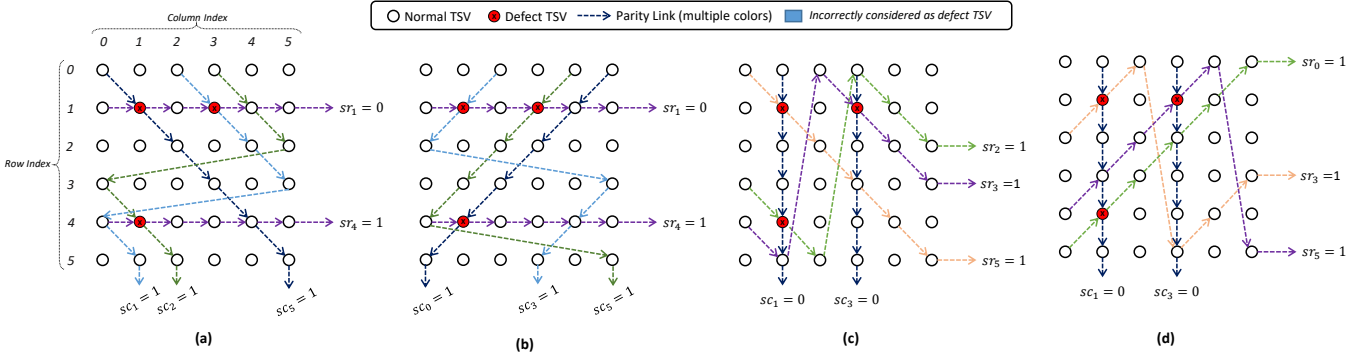 Normal TSV Defect TSV Parity Link (multiple colors) Incorrectly considered as defect TSV
Column Index
0 1 2 3 4 5
Row Index
0
1
2
3
4
5
x x x
sr₁ = 0
sr₄ = 1
sc₁ = 1
sc₂ = 1
sc₅ = 1
(a)
x x x
sr₁ = 0
sr₄ = 1
sc₀ = 1
sc₃ = 1
sc₅ = 1
(b)
x x x
sr₂ = 1
sr₃ = 1
sr₅ = 1
sc₁ = 0
sc₃ = 0
(c)
x x x
sr₀ = 1
sr₃ = 1
sr₅ = 1
sc₁ = 0
sc₃ = 0
(d)